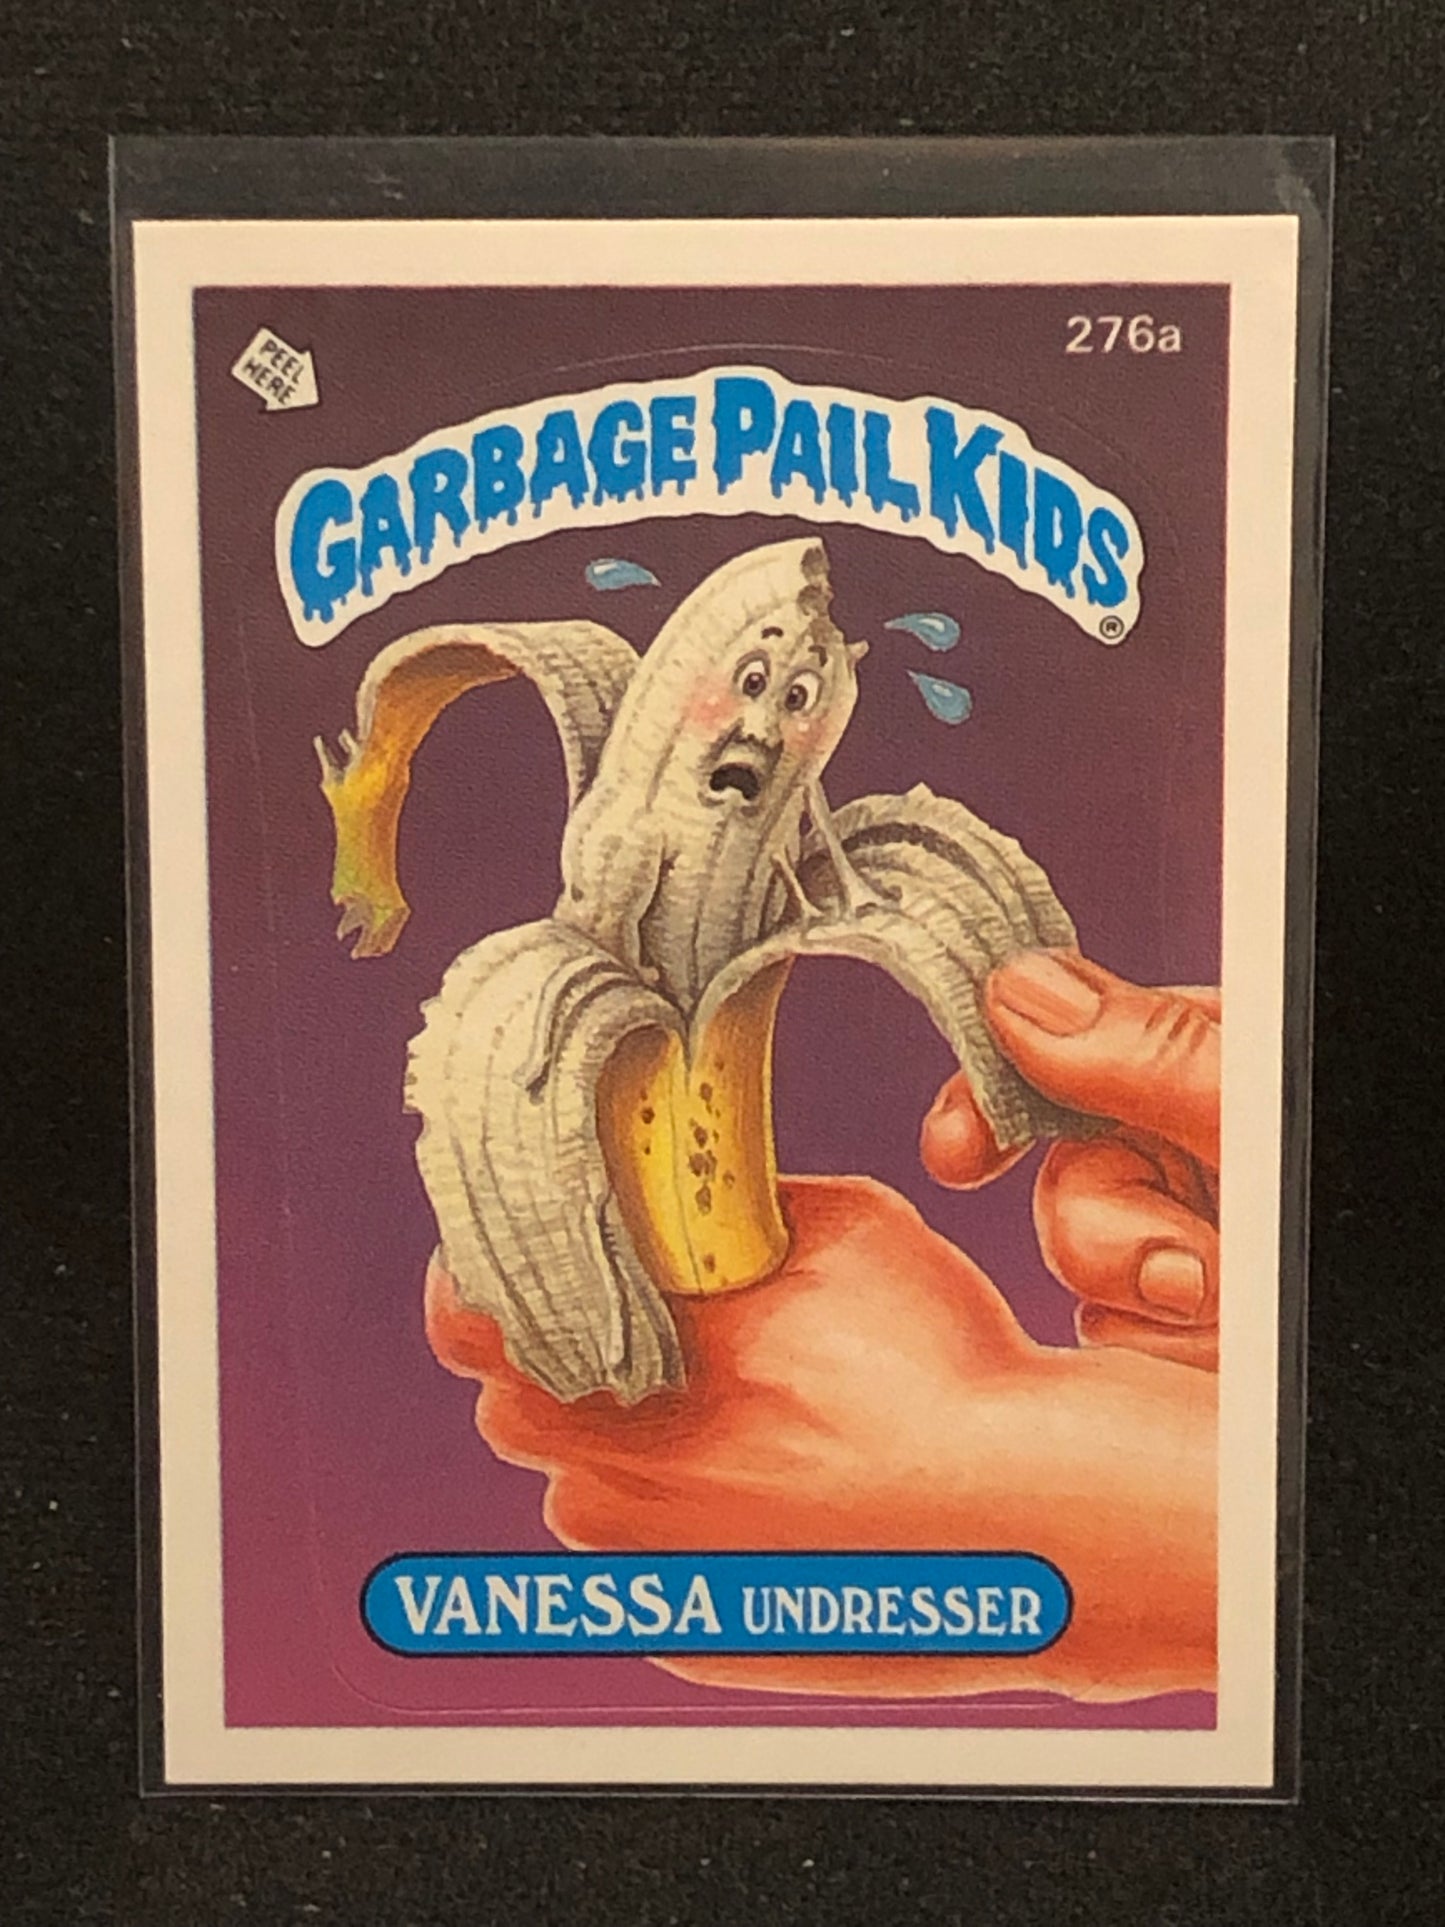 PEEL
HERE
276a
GARBAGE PAIL KIDS
®
VANESSA UNDRESSER